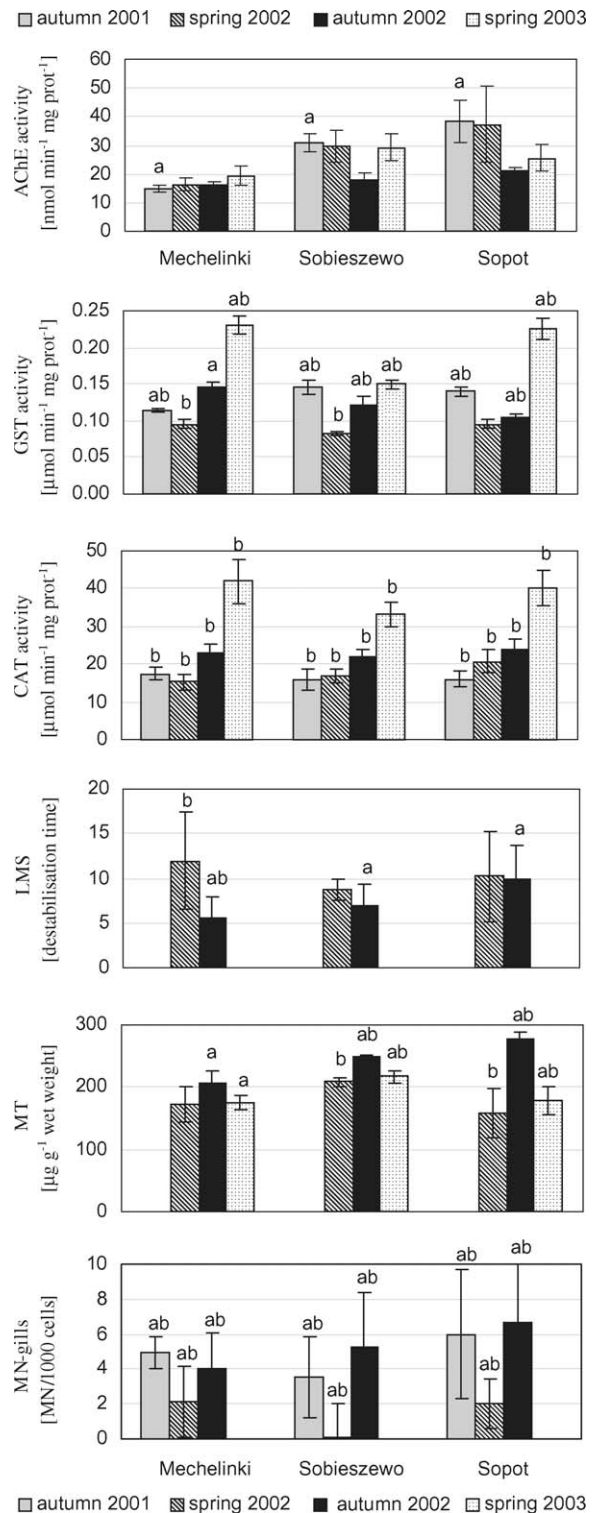 autumn 2001 spring 2002 autumn 2002 spring 2003
AChE activity
[nmol min⁻¹ mg prot⁻¹]
60
50
40
30
20
10
0
a
a
a
Mechelinki Sobieszewo Sopot
GST activity
[µmol min⁻¹ mg prot⁻¹]
0.25
0.20
0.15
0.10
0.05
0.00
ab b a ab
ab b ab ab
ab ab ab
CAT activity
[µmol min⁻¹ mg prot⁻¹]
50
40
30
20
10
0
b b b b
b b b b
b b b b
LMS
[destabilisation time]
20
15
10
5
0
b ab
a
a
MT
[µg g⁻¹ wet weight]
300
200
100
0
a a
b ab ab
b ab ab
MN-gills
[MN/1000 cells]
10
8
6
4
2
0
ab ab ab
ab ab ab
ab ab ab
Mechelinki Sobieszewo Sopot
autumn 2001 spring 2002 autumn 2002 spring 2003